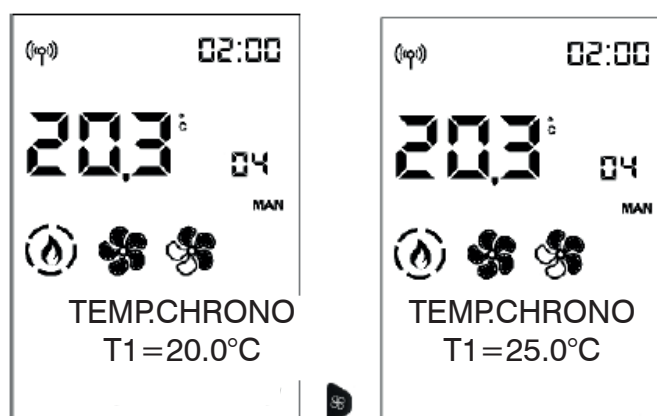 02:00
20,3°C
04
MAN
TEMP.CHRONO
T1=20.0°C
02:00
20,3°C
04
MAN
TEMP.CHRONO
T1=25.0°C